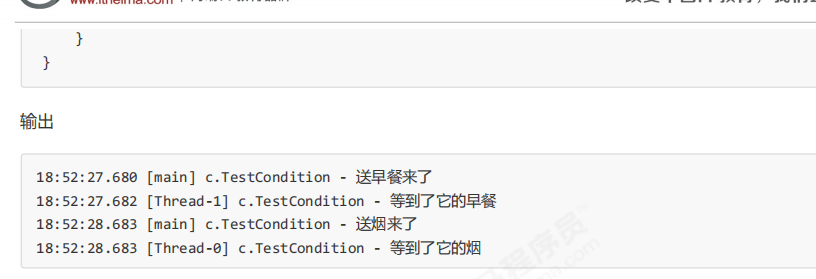 www.itheima.com
}
}
输出
18:52:27.680 [main] c.TestCondition - 送早餐来了
18:52:27.682 [Thread-1] c.TestCondition - 等到了它的早餐
18:52:28.683 [main] c.TestCondition - 送烟来了
18:52:28.683 [Thread-0] c.TestCondition - 等到了它的烟